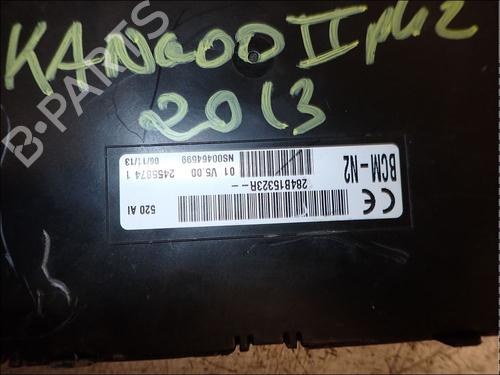 KANGOO II ph2
2013
BCM-N2
284B15323R--
520 AI
01 V5.00 2455874 1
NS00464699 06/11/13
CE
B-PARTS